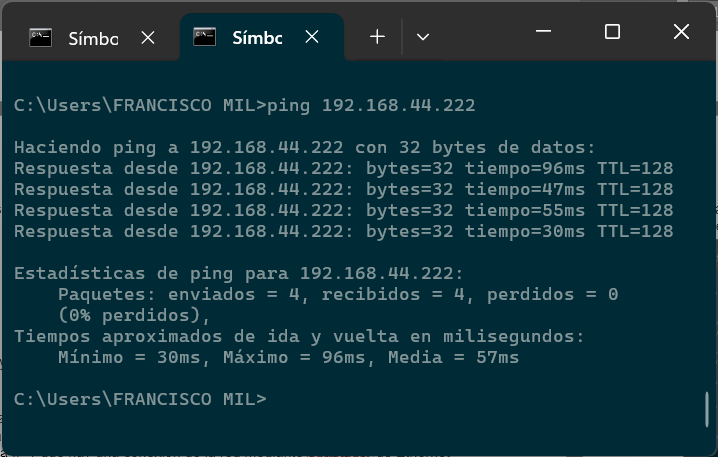 Símbc
Símbc
C:\Users\FRANCISCO MIL>ping 192.168.44.222
Haciendo ping a 192.168.44.222 con 32 bytes de datos:
Respuesta desde 192.168.44.222: bytes=32 tiempo=96ms TTL=128
Respuesta desde 192.168.44.222: bytes=32 tiempo=47ms TTL=128
Respuesta desde 192.168.44.222: bytes=32 tiempo=55ms TTL=128
Respuesta desde 192.168.44.222: bytes=32 tiempo=30ms TTL=128
Estadísticas de ping para 192.168.44.222:
Paquetes: enviados = 4, recibidos = 4, perdidos = 0
(0% perdidos),
Tiempos aproximados de ida y vuelta en milisegundos:
Mínimo = 30ms, Máximo = 96ms, Media = 57ms
C:\Users\FRANCISCO MIL>